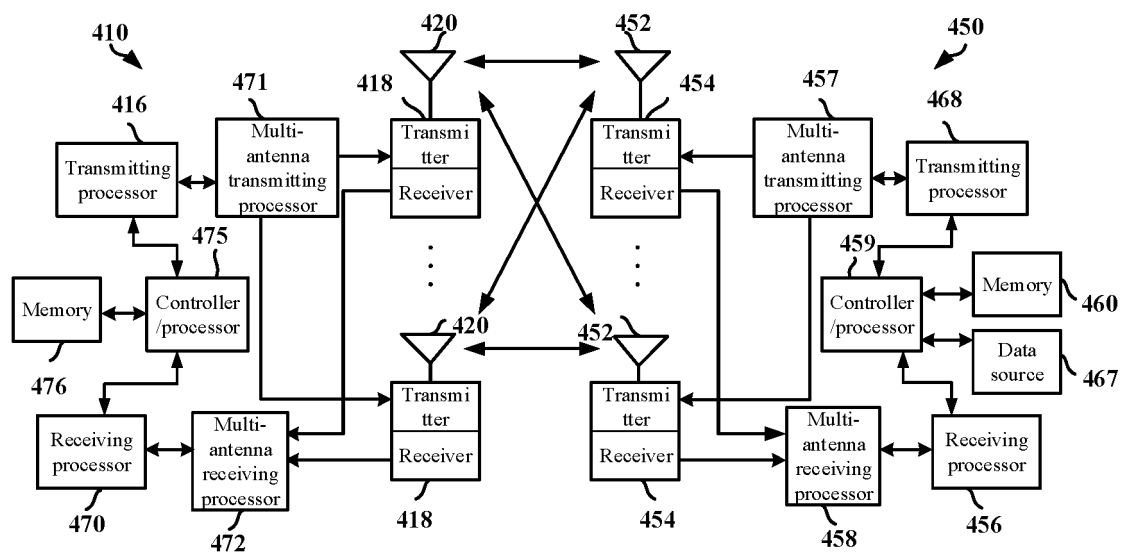 420
452
410
450
471
418
454
457
416
468
Multi-
antenna
transmitting
processor
Transmi
tter
Receiver
Transmi
tter
Receiver
Multi-
antenna
transmitting
processor
Transmitting
processor
Transmitting
processor
475
459
Memory
Controller
/processor
Controller
/processor
Memory
460
420
452
476
Data
source
467
Transmi
tter
Receiver
Transmi
tter
Receiver
Receiving
processor
Multi-
antenna
receiving
processor
Multi-
antenna
receiving
processor
Receiving
processor
470
472
418
454
458
456